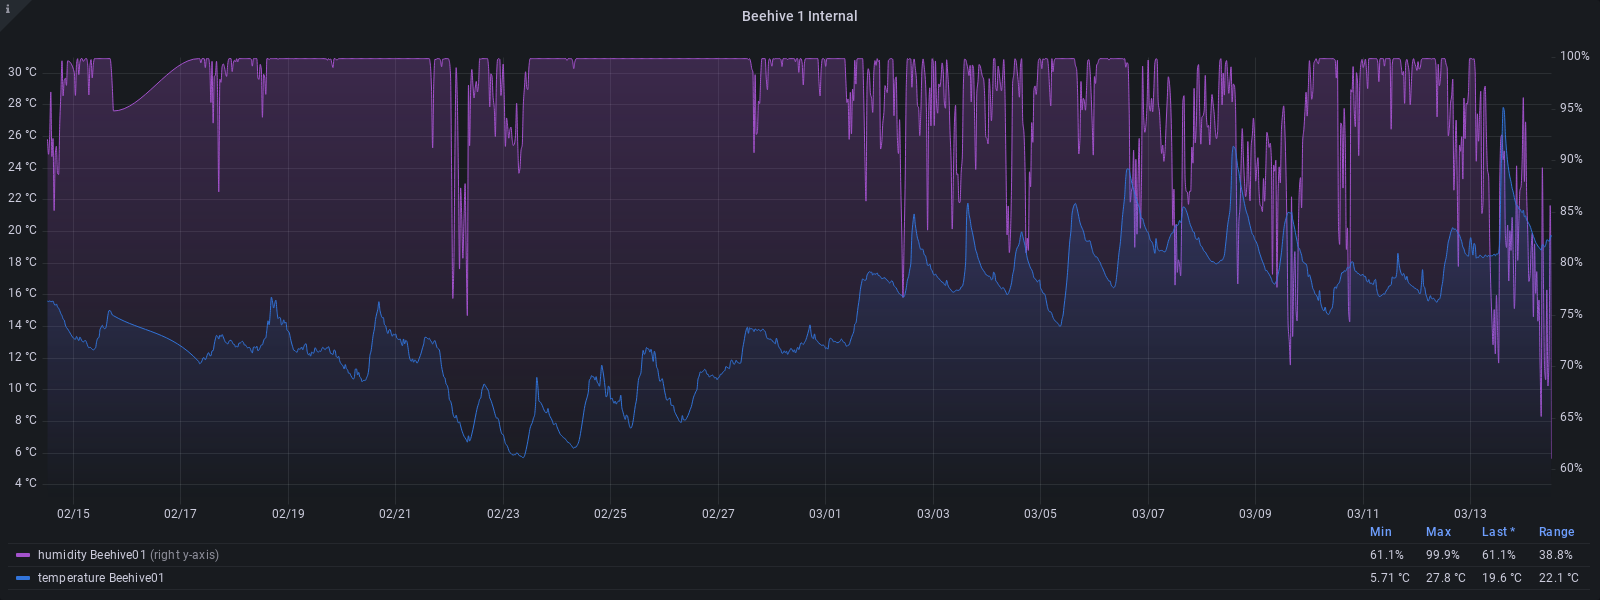 i
Beehive 1 Internal
30 °C
28 °C
26 °C
24 °C
22 °C
20 °C
18 °C
16 °C
14 °C
12 °C
10 °C
8 °C
6 °C
4 °C
100%
95%
90%
85%
80%
75%
70%
65%
60%
02/15 02/17 02/19 02/21 02/23 02/25 02/27 03/01 03/03 03/05 03/07 03/09 03/11 03/13
Min Max Last * Range
humidity Beehive01 (right y-axis) 61.1% 99.9% 61.1% 38.8%
temperature Beehive01 5.71 °C 27.8 °C 19.6 °C 22.1 °C